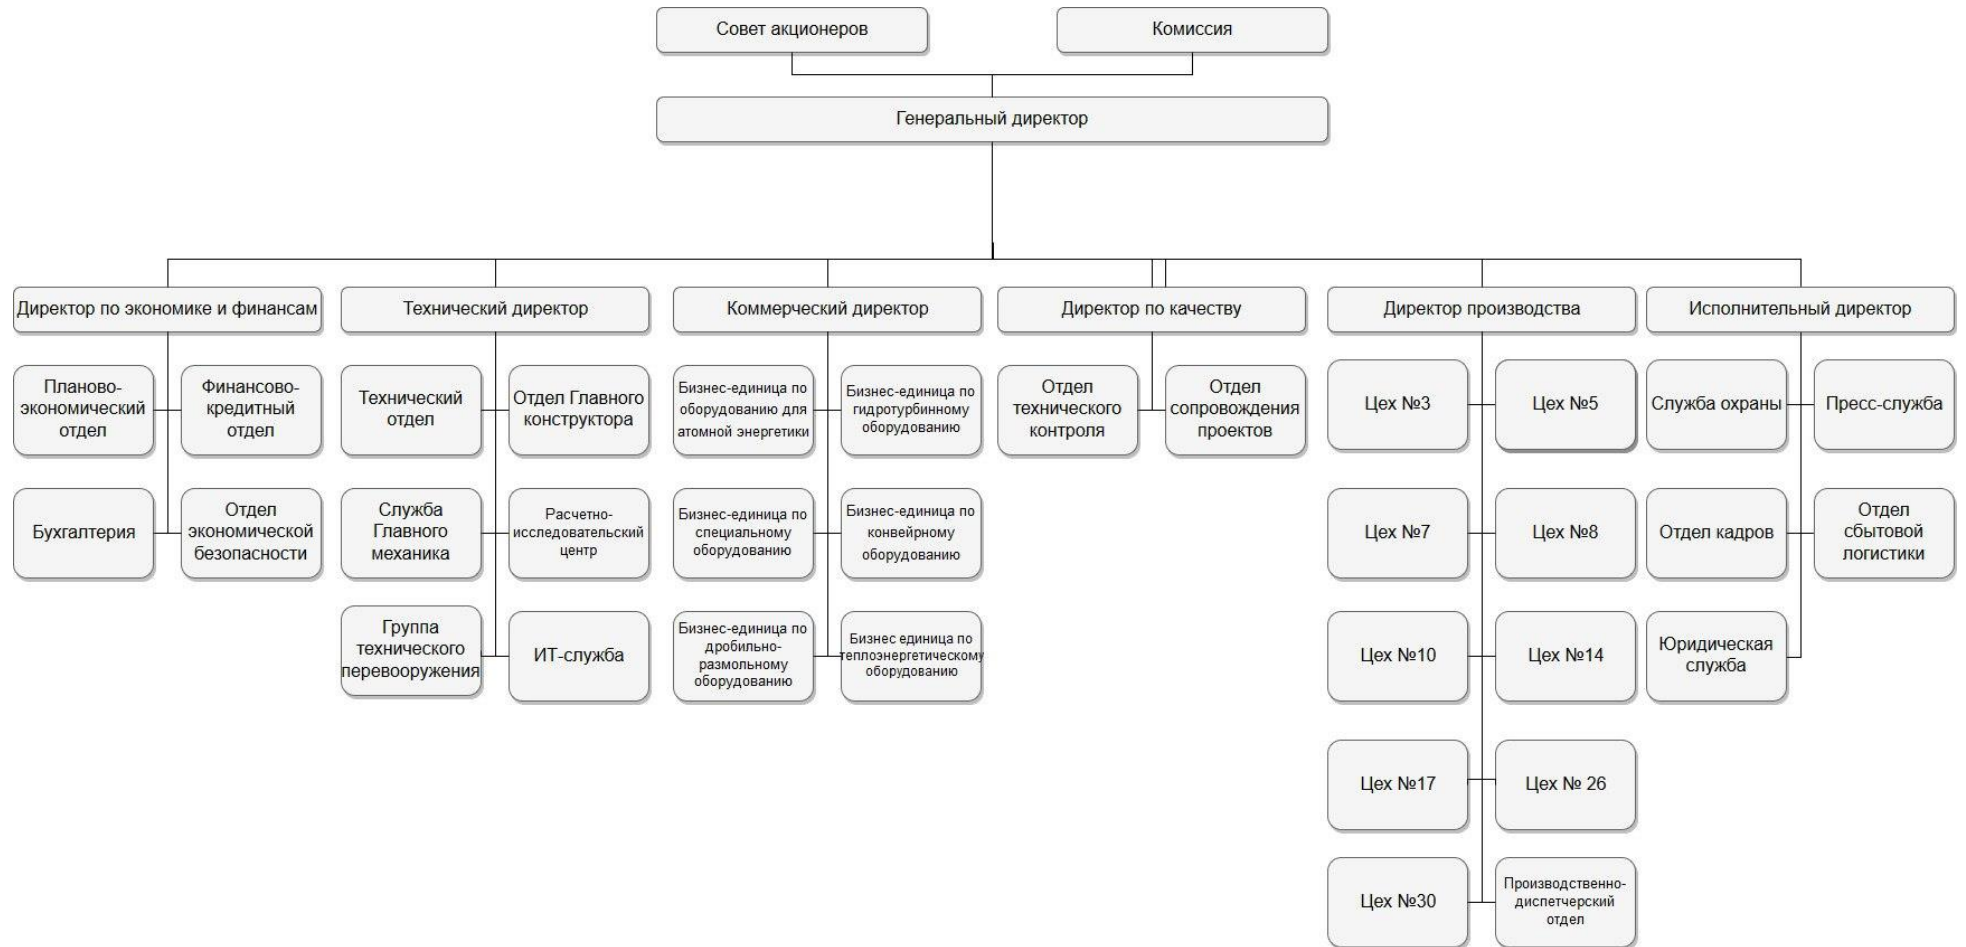 Совет акционеров
Комиссия
Генеральный директор
Директор по экономике и финансам
Технический директор
Коммерческий директор
Директор по качеству
Директор производства
Исполнительный директор
Планово-
экономический
отдел
Финансово-
кредитный
отдел
Технический
отдел
Отдел Главного
конструктора
Бизнес-единица по
оборудованию для
атомной энергетики
Бизнес-единица по
гидротурбинному
оборудованию
Отдел
технического
контроля
Отдел
сопровождения
проектов
Цех №3
Цех №5
Служба охраны
Пресс-служба
Бухгалтерия
Отдел
экономической
безопасности
Служба
Главного
механика
Расчетно-
исследовательский
центр
Бизнес-единица по
специальному
оборудованию
Бизнес-единица по
конвейрному
оборудованию
Цех №7
Цех №8
Отдел кадров
Отдел
сбытовой
логистики
Группа
технического
перевооружения
ИТ-служба
Бизнес-единица по
дробильно-
размольному
оборудованию
Бизнес единица по
теплоэнергетическому
оборудованию
Цех №10
Цех №14
Юридическая
служба
Цех №17
Цех № 26
Цех №30
Производственно-
диспетчерский
отдел